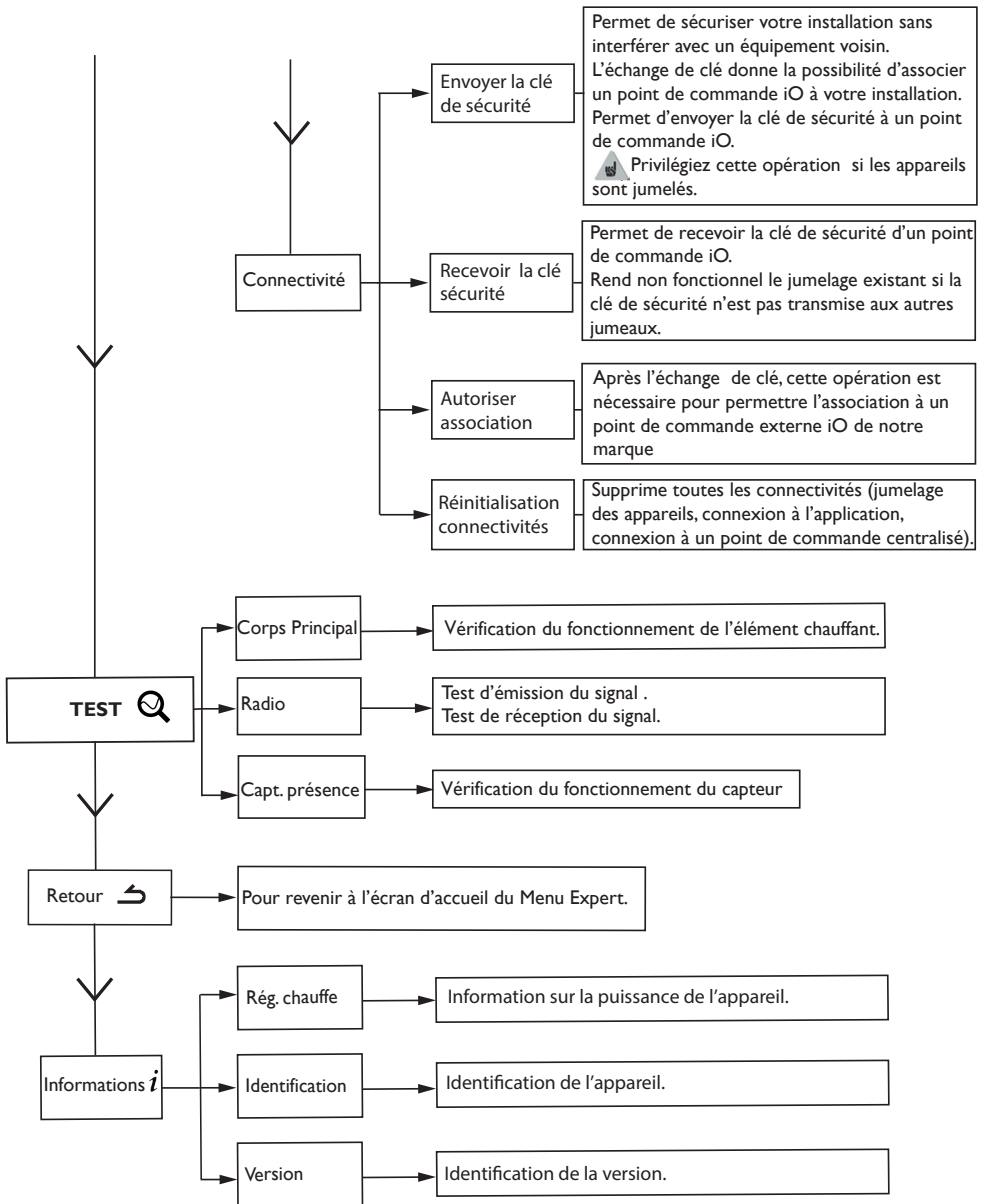 Permet de sécuriser votre installation sans
interférer avec un équipement voisin.
L'échange de clé donne la possibilité d'associer
un point de commande iO à votre installation.
Permet d'envoyer la clé de sécurité à un point
de commande iO.
Privilégiez cette opération si les appareils
sont jumelés.
Envoyer la clé
de sécurité
Connectivité
Recevoir la clé
sécurité
Permet de recevoir la clé de sécurité d'un point
de commande iO.
Rend non fonctionnel le jumelage existant si la
clé de sécurité n'est pas transmise aux autres
jumeaux.
Autoriser
association
Après l'échange de clé, cette opération est
nécessaire pour permettre l'association à un
point de commande externe iO de notre
marque
Réinitialisation
connectivités
Supprime toutes les connectivités (jumelage
des appareils, connexion à l'application,
connexion à un point de commande centralisé).
TEST
Corps Principal
Vérification du fonctionnement de l'élément chauffant.
Radio
Test d'émission du signal .
Test de réception du signal.
Capt. présence
Vérification du fonctionnement du capteur
Retour
Pour revenir à l'écran d'accueil du Menu Expert.
Informations i
Rég. chauffe
Information sur la puissance de l'appareil.
Identification
Identification de l'appareil.
Version
Identification de la version.